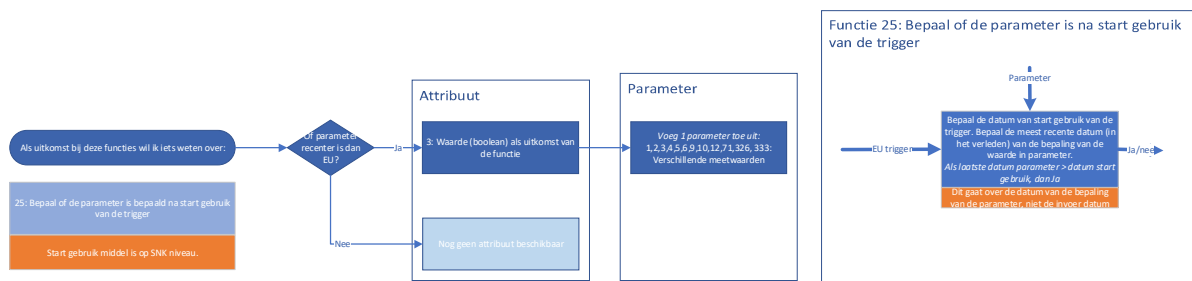 Functie 25: Bepaal of de parameter is na start gebruik
van de trigger
Parameter
Attribuut
Parameter
Als uitkomst bij deze functies wil ik iets weten over:
Of parameter
recenter is dan
EU?
Ja
3: Waarde (boolean) als uitkomst van
de functie
Voeg 1 parameter toe uit:
1,2,3,4,5,6,9,10,12,71,326, 333:
Verschillende meetwaarden
EU trigger
Bepaal de datum van start gebruik van de
trigger. Bepaal de meest recente datum (in
het verleden) van de bepaling van de
waarde in parameter.
Als laatste datum parameter > datum start
gebruik, dan Ja
Ja/nee
Dit gaat over de datum van de bepaling
van de parameter, niet de invoer datum
25: Bepaal of de parameter is bepaald na start gebruik
van de trigger
Start gebruik middel is op SNK niveau.
Nee
Nog geen attribuut beschikbaar